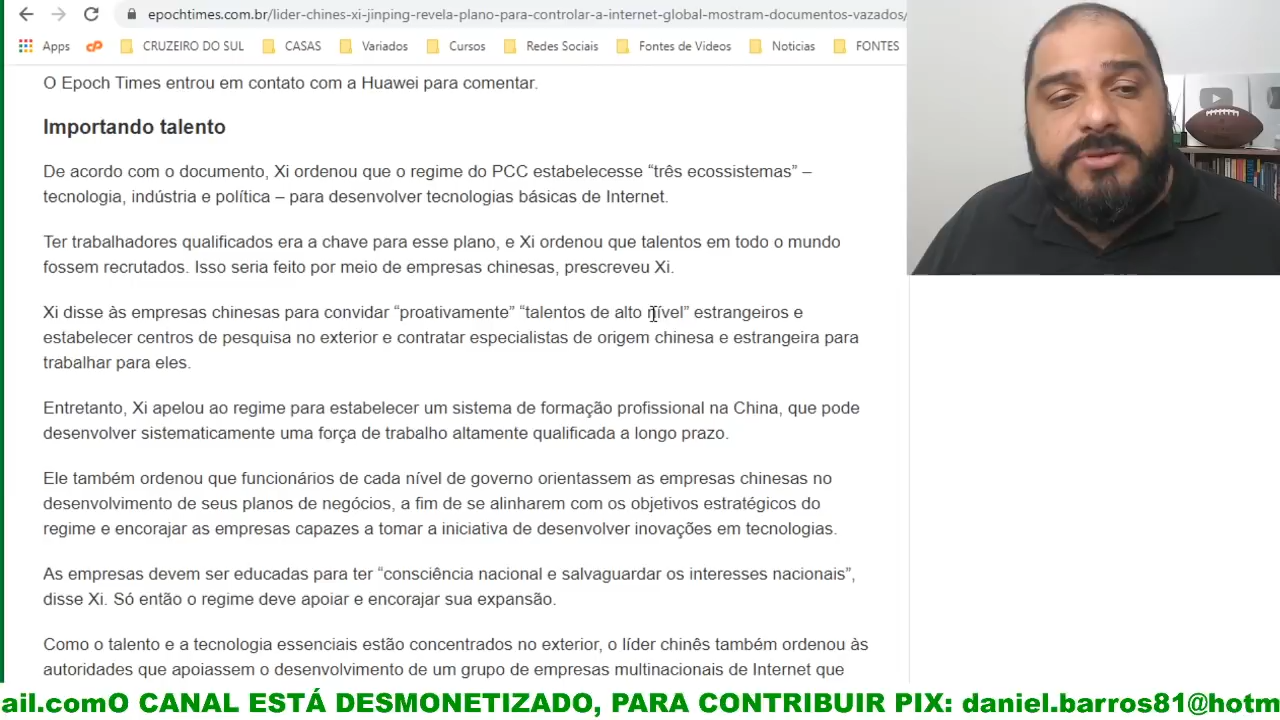 epochtimes.com.br/lider-chines-xi-jinping-revela-plano-para-controlar-a-internet-global-mostram-documentos-vazados/
Apps CRUZEIRO DO SUL CASAS Variados Cursos Redes Sociais Fontes de Videos Noticias FONTES
O Epoch Times entrou em contato com a Huawei para comentar.
Importando talento
De acordo com o documento, Xi ordenou que o regime do PCC estabelecesse “três ecossistemas” –
tecnologia, indústria e política – para desenvolver tecnologias básicas de Internet.
Ter trabalhadores qualificados era a chave para esse plano, e Xi ordenou que talentos em todo o mundo
fossem recrutados. Isso seria feito por meio de empresas chinesas, prescreveu Xi.
Xi disse às empresas chinesas para convidar “proativamente” “talentos de alto nível” estrangeiros e
estabelecer centros de pesquisa no exterior e contratar especialistas de origem chinesa e estrangeira para
trabalhar para eles.
Entretanto, Xi apelou ao regime para estabelecer um sistema de formação profissional na China, que pode
desenvolver sistematicamente uma força de trabalho altamente qualificada a longo prazo.
Ele também ordenou que funcionários de cada nível de governo orientassem as empresas chinesas no
desenvolvimento de seus planos de negócios, a fim de se alinharem com os objetivos estratégicos do
regime e encorajar as empresas capazes a tomar a iniciativa de desenvolver inovações em tecnologias.
As empresas devem ser educadas para ter “consciência nacional e salvaguardar os interesses nacionais”,
disse Xi. Só então o regime deve apoiar e encorajar sua expansão.
Como o talento e a tecnologia essenciais estão concentrados no exterior, o líder chinês também ordenou às
autoridades que apoiassem o desenvolvimento de um grupo de empresas multinacionais de Internet que
ail.comO CANAL ESTÁ DESMONETIZADO, PARA CONTRIBUIR PIX: daniel.barros81@hotm